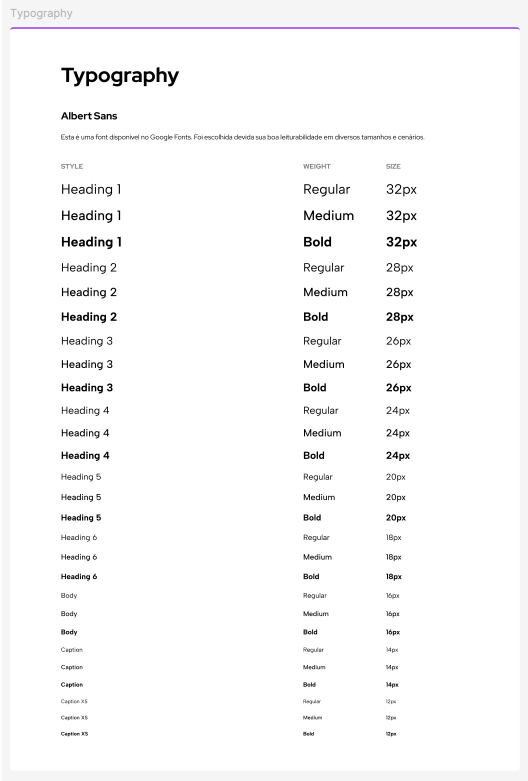 Typography
Typography
Albert Sans
Esta é uma font disponível no Google Fonts. Foi escolhida devida sua boa leiturabilidade em diversos tamanhos e cenários.
STYLE WEIGHT SIZE
Heading 1 Regular 32px
Heading 1 Medium 32px
Heading 1 Bold 32px
Heading 2 Regular 28px
Heading 2 Medium 28px
Heading 2 Bold 28px
Heading 3 Regular 26px
Heading 3 Medium 26px
Heading 3 Bold 26px
Heading 4 Regular 24px
Heading 4 Medium 24px
Heading 4 Bold 24px
Heading 5 Regular 20px
Heading 5 Medium 20px
Heading 5 Bold 20px
Heading 6 Regular 18px
Heading 6 Medium 18px
Heading 6 Bold 18px
Body Regular 16px
Body Medium 16px
Body Bold 16px
Caption Regular 14px
Caption Medium 14px
Caption Bold 14px
Caption XS Regular 12px
Caption XS Medium 12px
Caption XS Bold 12px